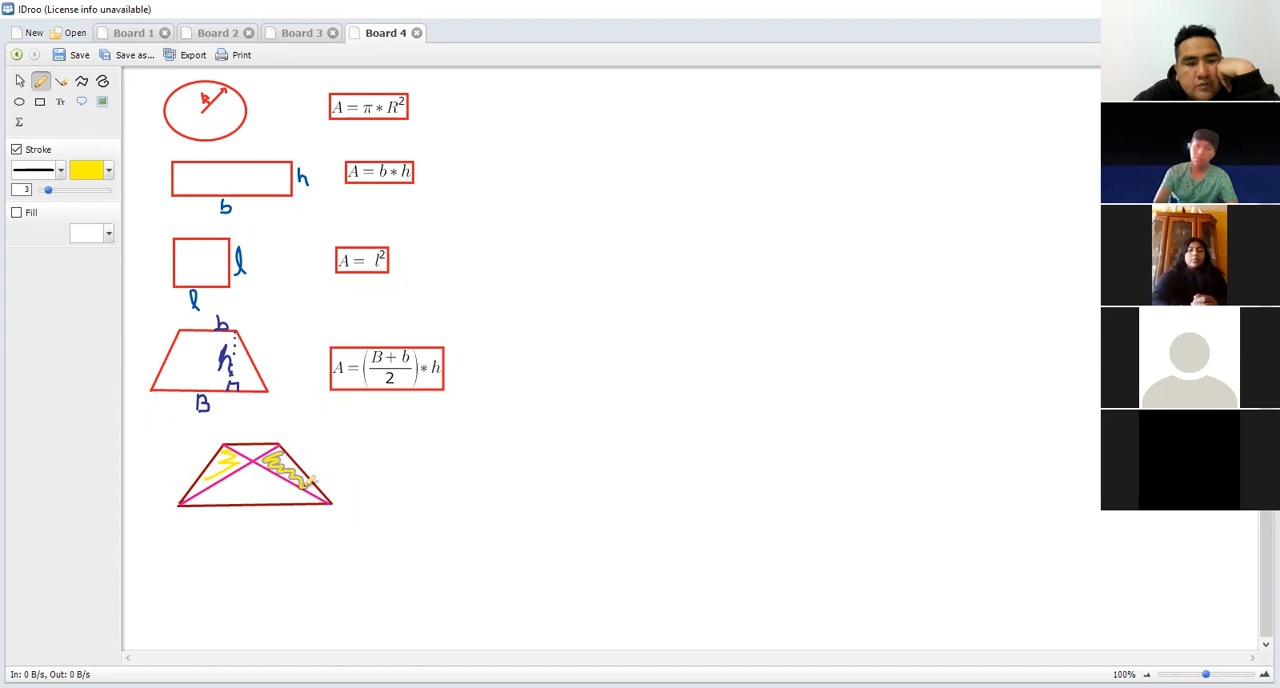 IDroo (License info unavailable)
New Open Board 1 Board 2 Board 3 Board 4
Save Save as... Export Print
Tт
Σ
Stroke
3
Fill
R
A = π * R²
h
A = b * h
b
l
A = l²
l
b
h
A = (B + b / 2) * h
B
In: 0 B/s, Out: 0 B/s 100%